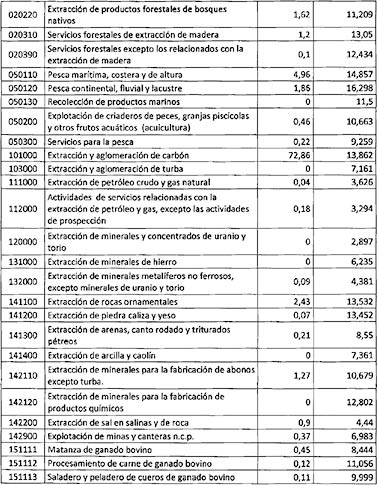 020220 Extracción de productos forestales de bosques nativos 1,62 11,209
020310 Servicios forestales de extracción de madera 1,2 13,05
020390 Servicios forestales excepto los relacionados con la extracción de madera 0,1 12,434
050110 Pesca marítima, costera y de altura 4,96 14,857
050120 Pesca continental, fluvial y lacustre 1,86 16,298
050130 Recolección de productos marinos 0 11,5
050200 Explotación de criaderos de peces, granjas piscícolas y otros frutos acuáticos (acuicultura) 0,46 10,663
050300 Servicios para la pesca 0,22 9,259
101000 Extracción y aglomeración de carbón 72,86 13,862
103000 Extracción y aglomeración de turba 0 7,161
111000 Extracción de petróleo crudo y gas natural 0,04 3,626
112000 Actividades de servicios relacionadas con la extracción de petróleo y gas, excepto las actividades de prospección 0,18 3,294
120000 Extracción de minerales y concentrados de uranio y torio 0 2,897
131000 Extracción de minerales de hierro 0 6,235
132000 Extracción de minerales metalíferos no ferrosos, excepto minerales de uranio y torio 0,09 4,381
141100 Extracción de rocas ornamentales 2,43 13,532
141200 Extracción de piedra caliza y yeso 0,07 13,452
141300 Extracción de arenas, canto rodado y triturados pétreos 0,21 8,55
141400 Extracción de arcilla y caolín 0 7,361
142110 Extracción de minerales para la fabricación de abonos excepto turba. 1,27 10,679
142120 Extracción de minerales para la fabricación de productos químicos 0 12,802
142200 Extracción de sal en salinas y de roca 0,9 4,44
142900 Explotación de minas y canteras n.c.p. 0,37 6,983
151111 Matanza de ganado bovino 0,45 8,444
151112 Procesamiento de carne de ganado bovino 0,12 11,056
151113 Saladero y peladero de cueros de ganado bovino 0,11 9,999